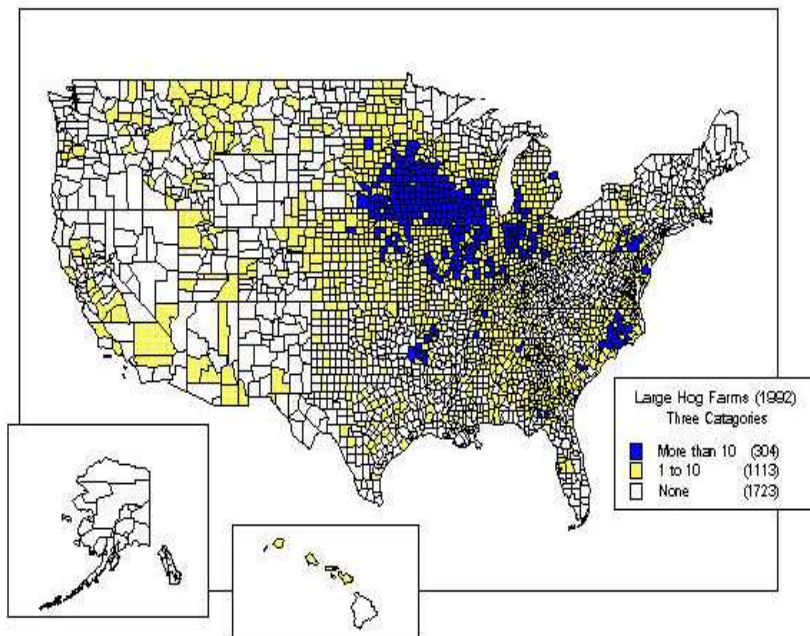 Large Hog Farms (1992)
Three Catagories
More than 10 (304)
1 to 10 (1113)
None (1723)